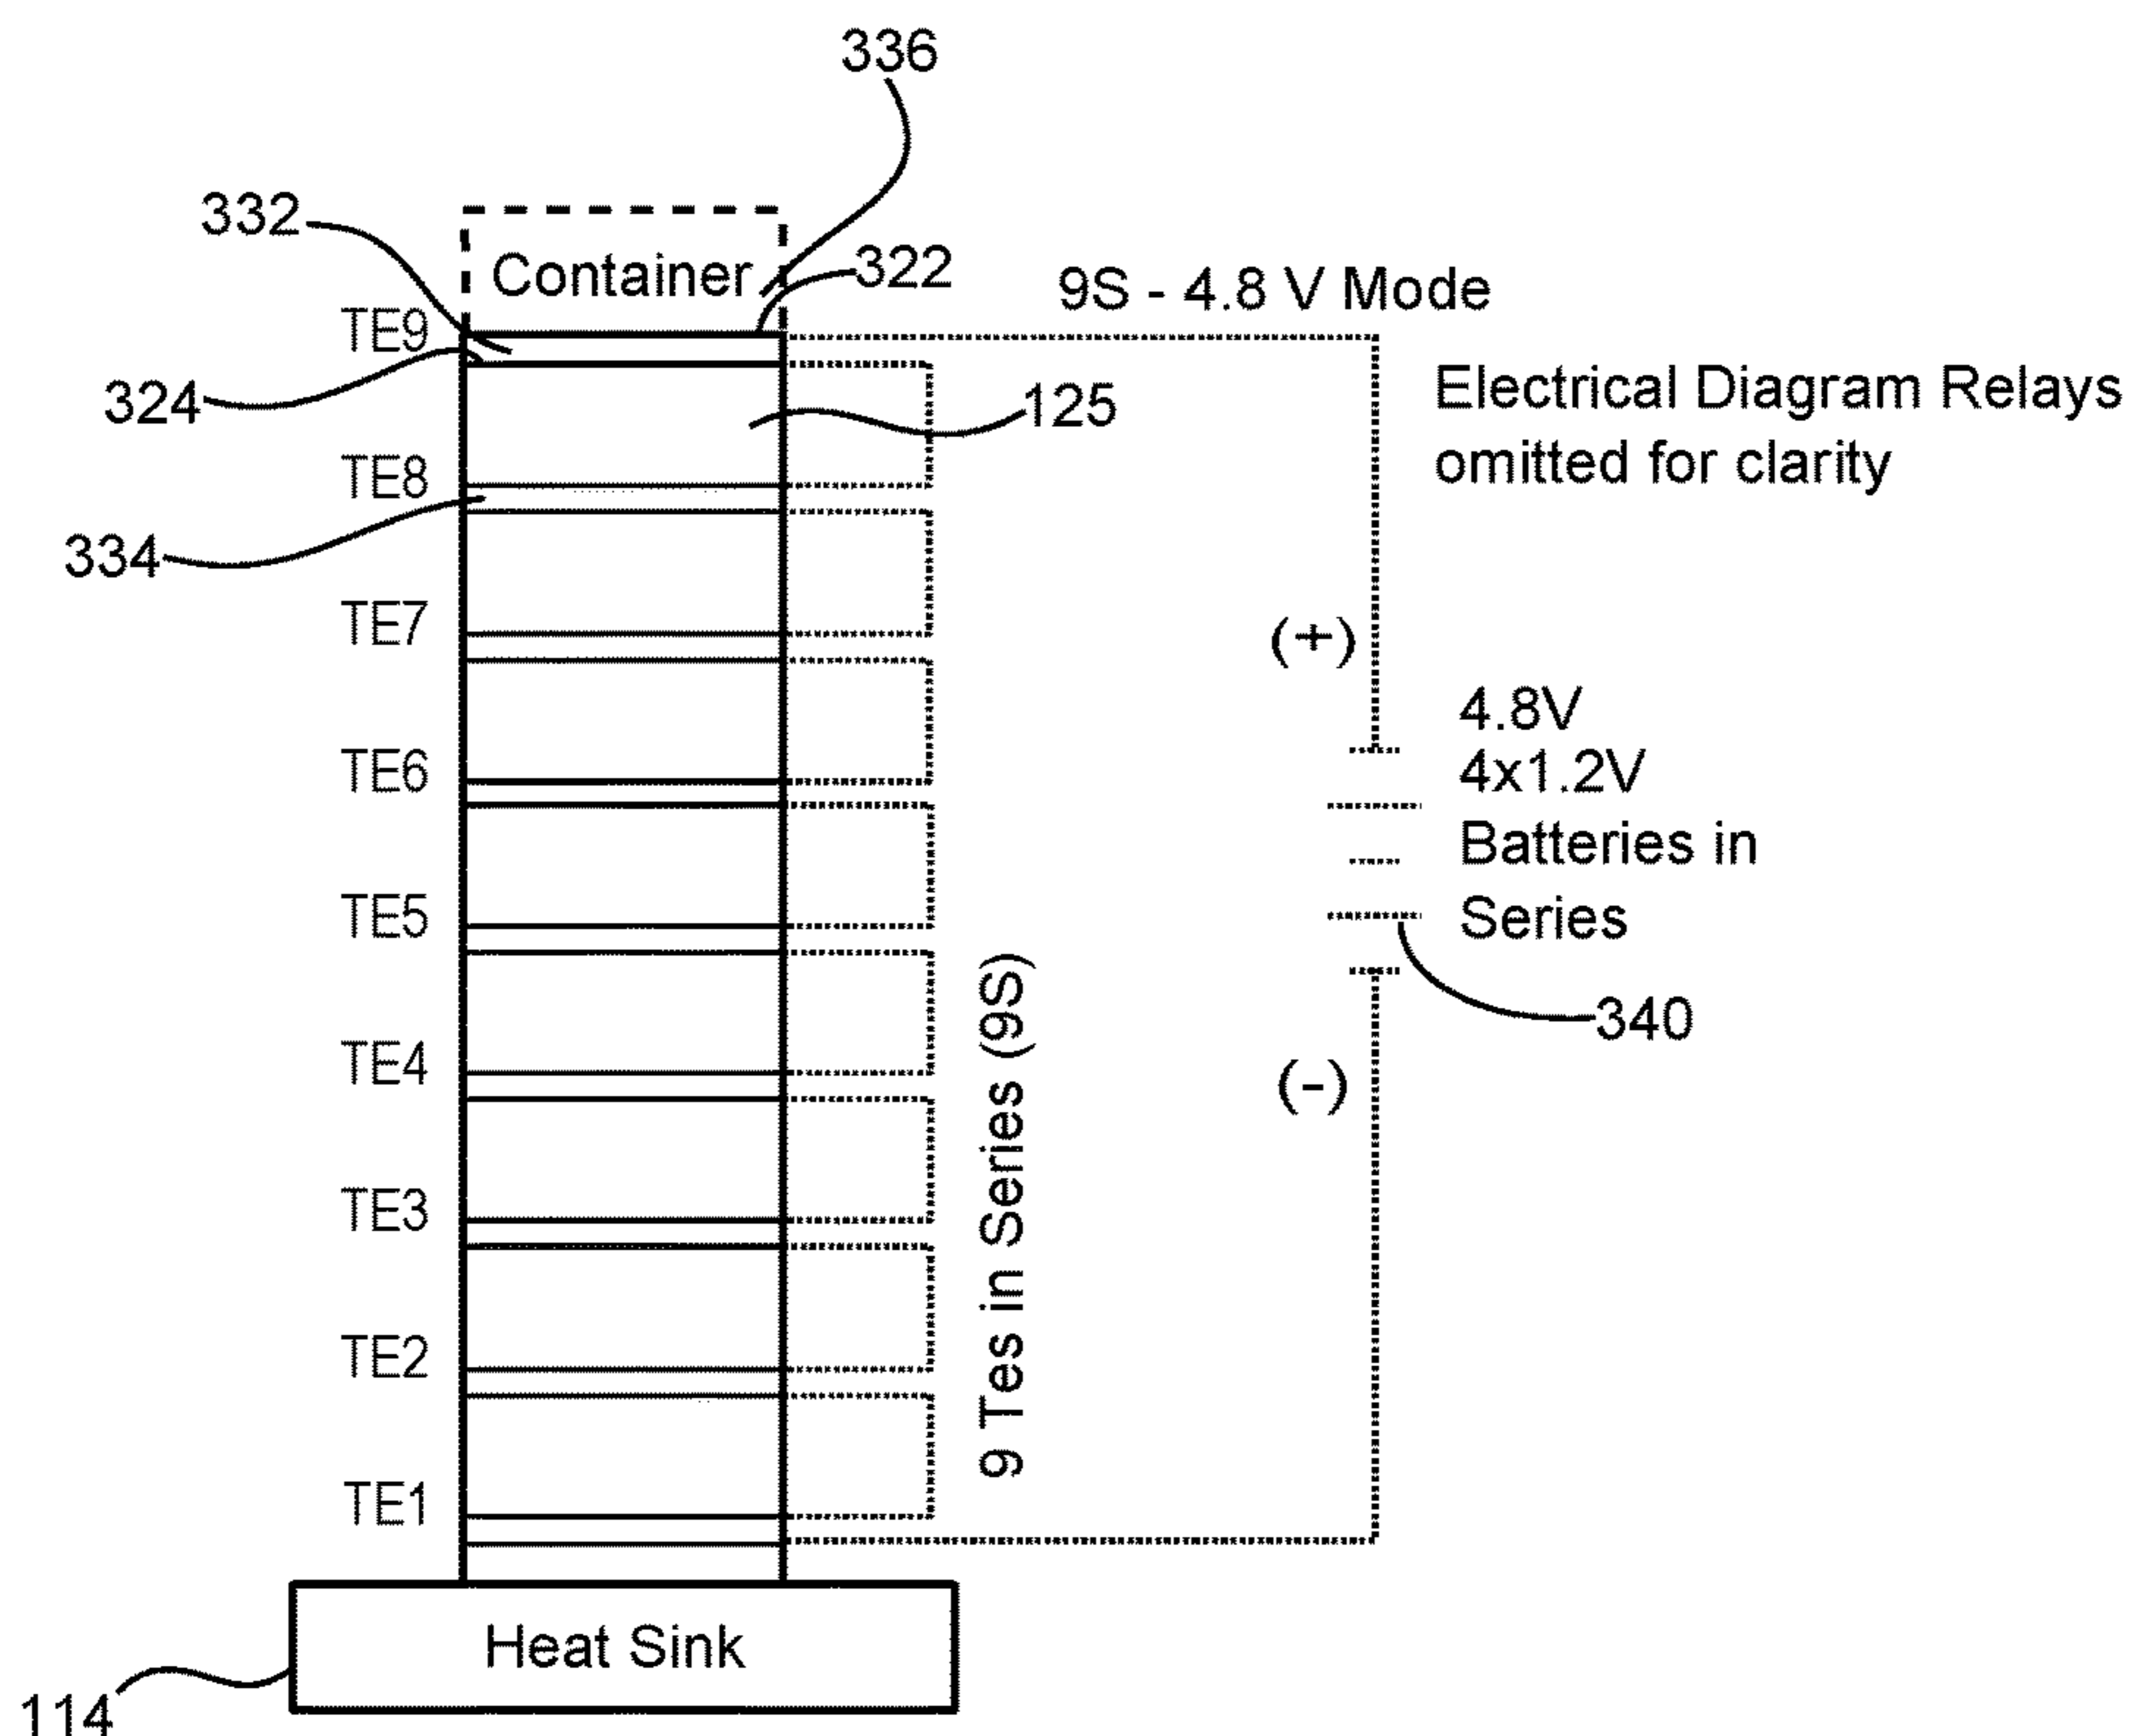 336
332
Container
322
9S - 4.8 V Mode
TE9
Electrical Diagram Relays
omitted for clarity
324
125
TE8
334
TE7
(+)
4.8V
4x1.2V
Batteries in
Series
TE6
TE5
340
9 Tes in Series (9S)
TE4
(-)
TE3
TE2
TE1
Heat Sink
114